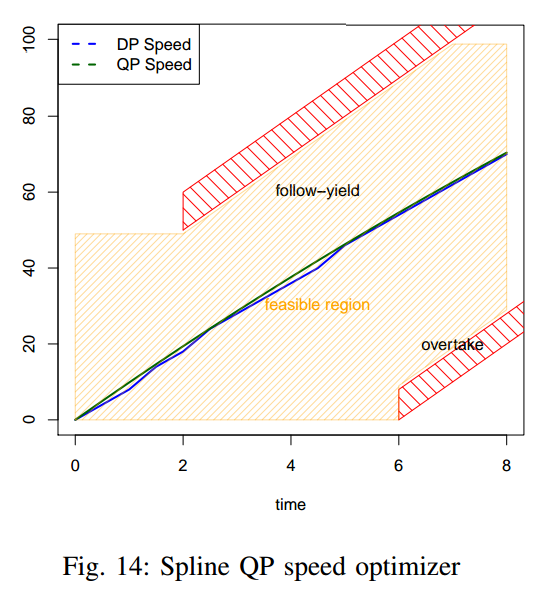 DP Speed
QP Speed
100
80
60
40
20
0
follow−yield
feasible region
overtake
0 2 4 6 8
time
Fig. 14: Spline QP speed optimizer